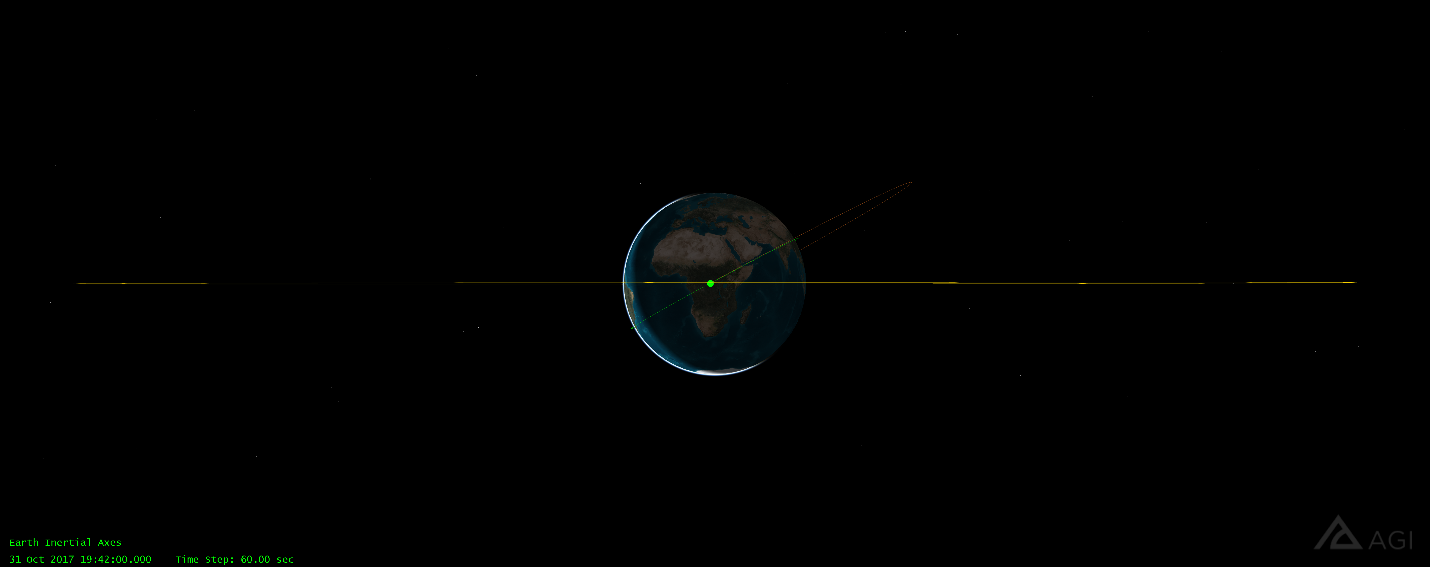 Earth Inertial Axes
31 Oct 2017 19:42:00.000    Time Step: 60.00 sec
AGI